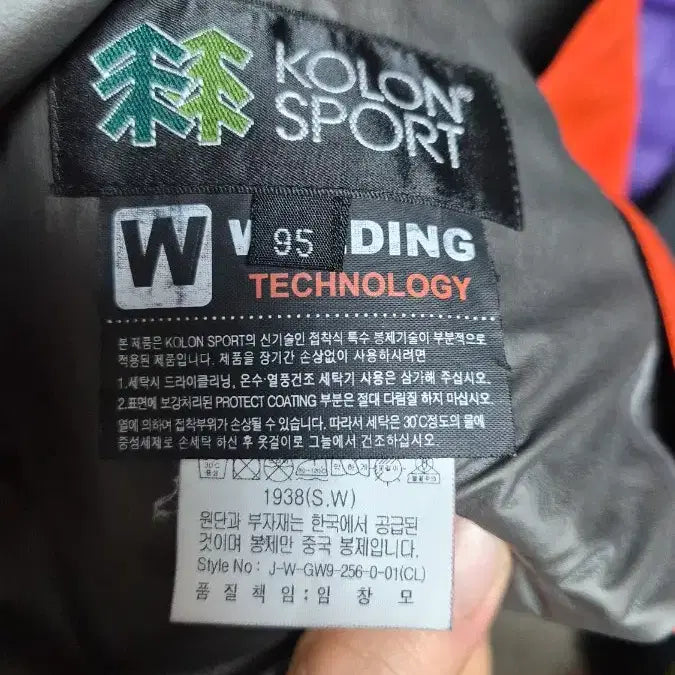 KOLON
SPORT
W
95
DING
TECHNOLOGY
본 제품은 KOLON SPORT의 신기술인 접착식 특수 봉제기술이 부분적으로
적용된 제품입니다. 제품을 장기간 손상없이 사용하시려면
1.세탁시 드라이클리닝, 온수·열풍건조 세탁기 사용은 삼가해 주십시오.
2.표면에 보강처리된 PROTECT COATING 부분은 절대 다림질 하지 마십시오.
열에 의하여 접착부위가 손상될 수 있습니다. 따라서 세탁은 30℃정도의 물에
중성세제로 손세탁 하신 후 옷걸이로 그늘에서 건조하십시오.
30℃
중성
1938(S.W)
원단과 부자재는 한국에서 공급된
것이며 봉제만 중국 봉제입니다.
Style No : J-W-GW9-256-0-01(CL)
품 질 책 임 : 임 창 모